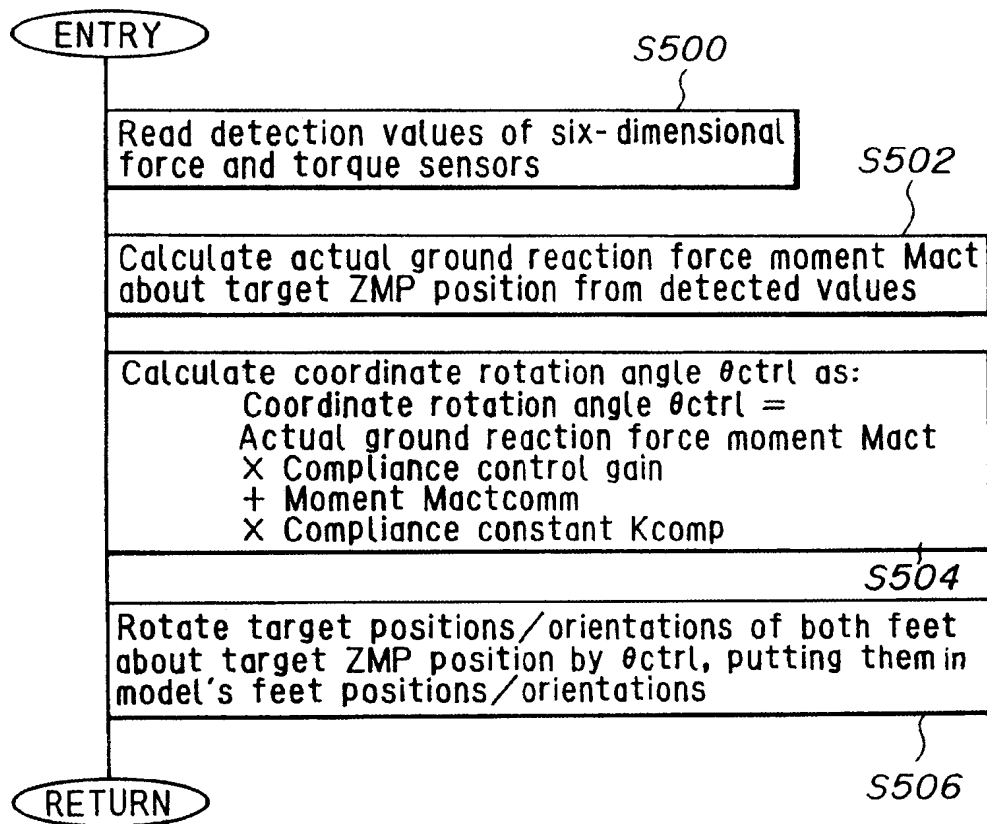 ENTRY
S500
Read detection values of six-dimensional
force and torque sensors
S502
Calculate actual ground reaction force moment Mact
about target ZMP position from detected values
Calculate coordinate rotation angle θctrl as:
Coordinate rotation angle θctrl =
Actual ground reaction force moment Mact
× Compliance control gain
+ Moment Mactcomm
× Compliance constant Kcomp
S504
Rotate target positions/orientations of both feet
about target ZMP position by θctrl, putting them in
model's feet positions/orientations
S506
RETURN